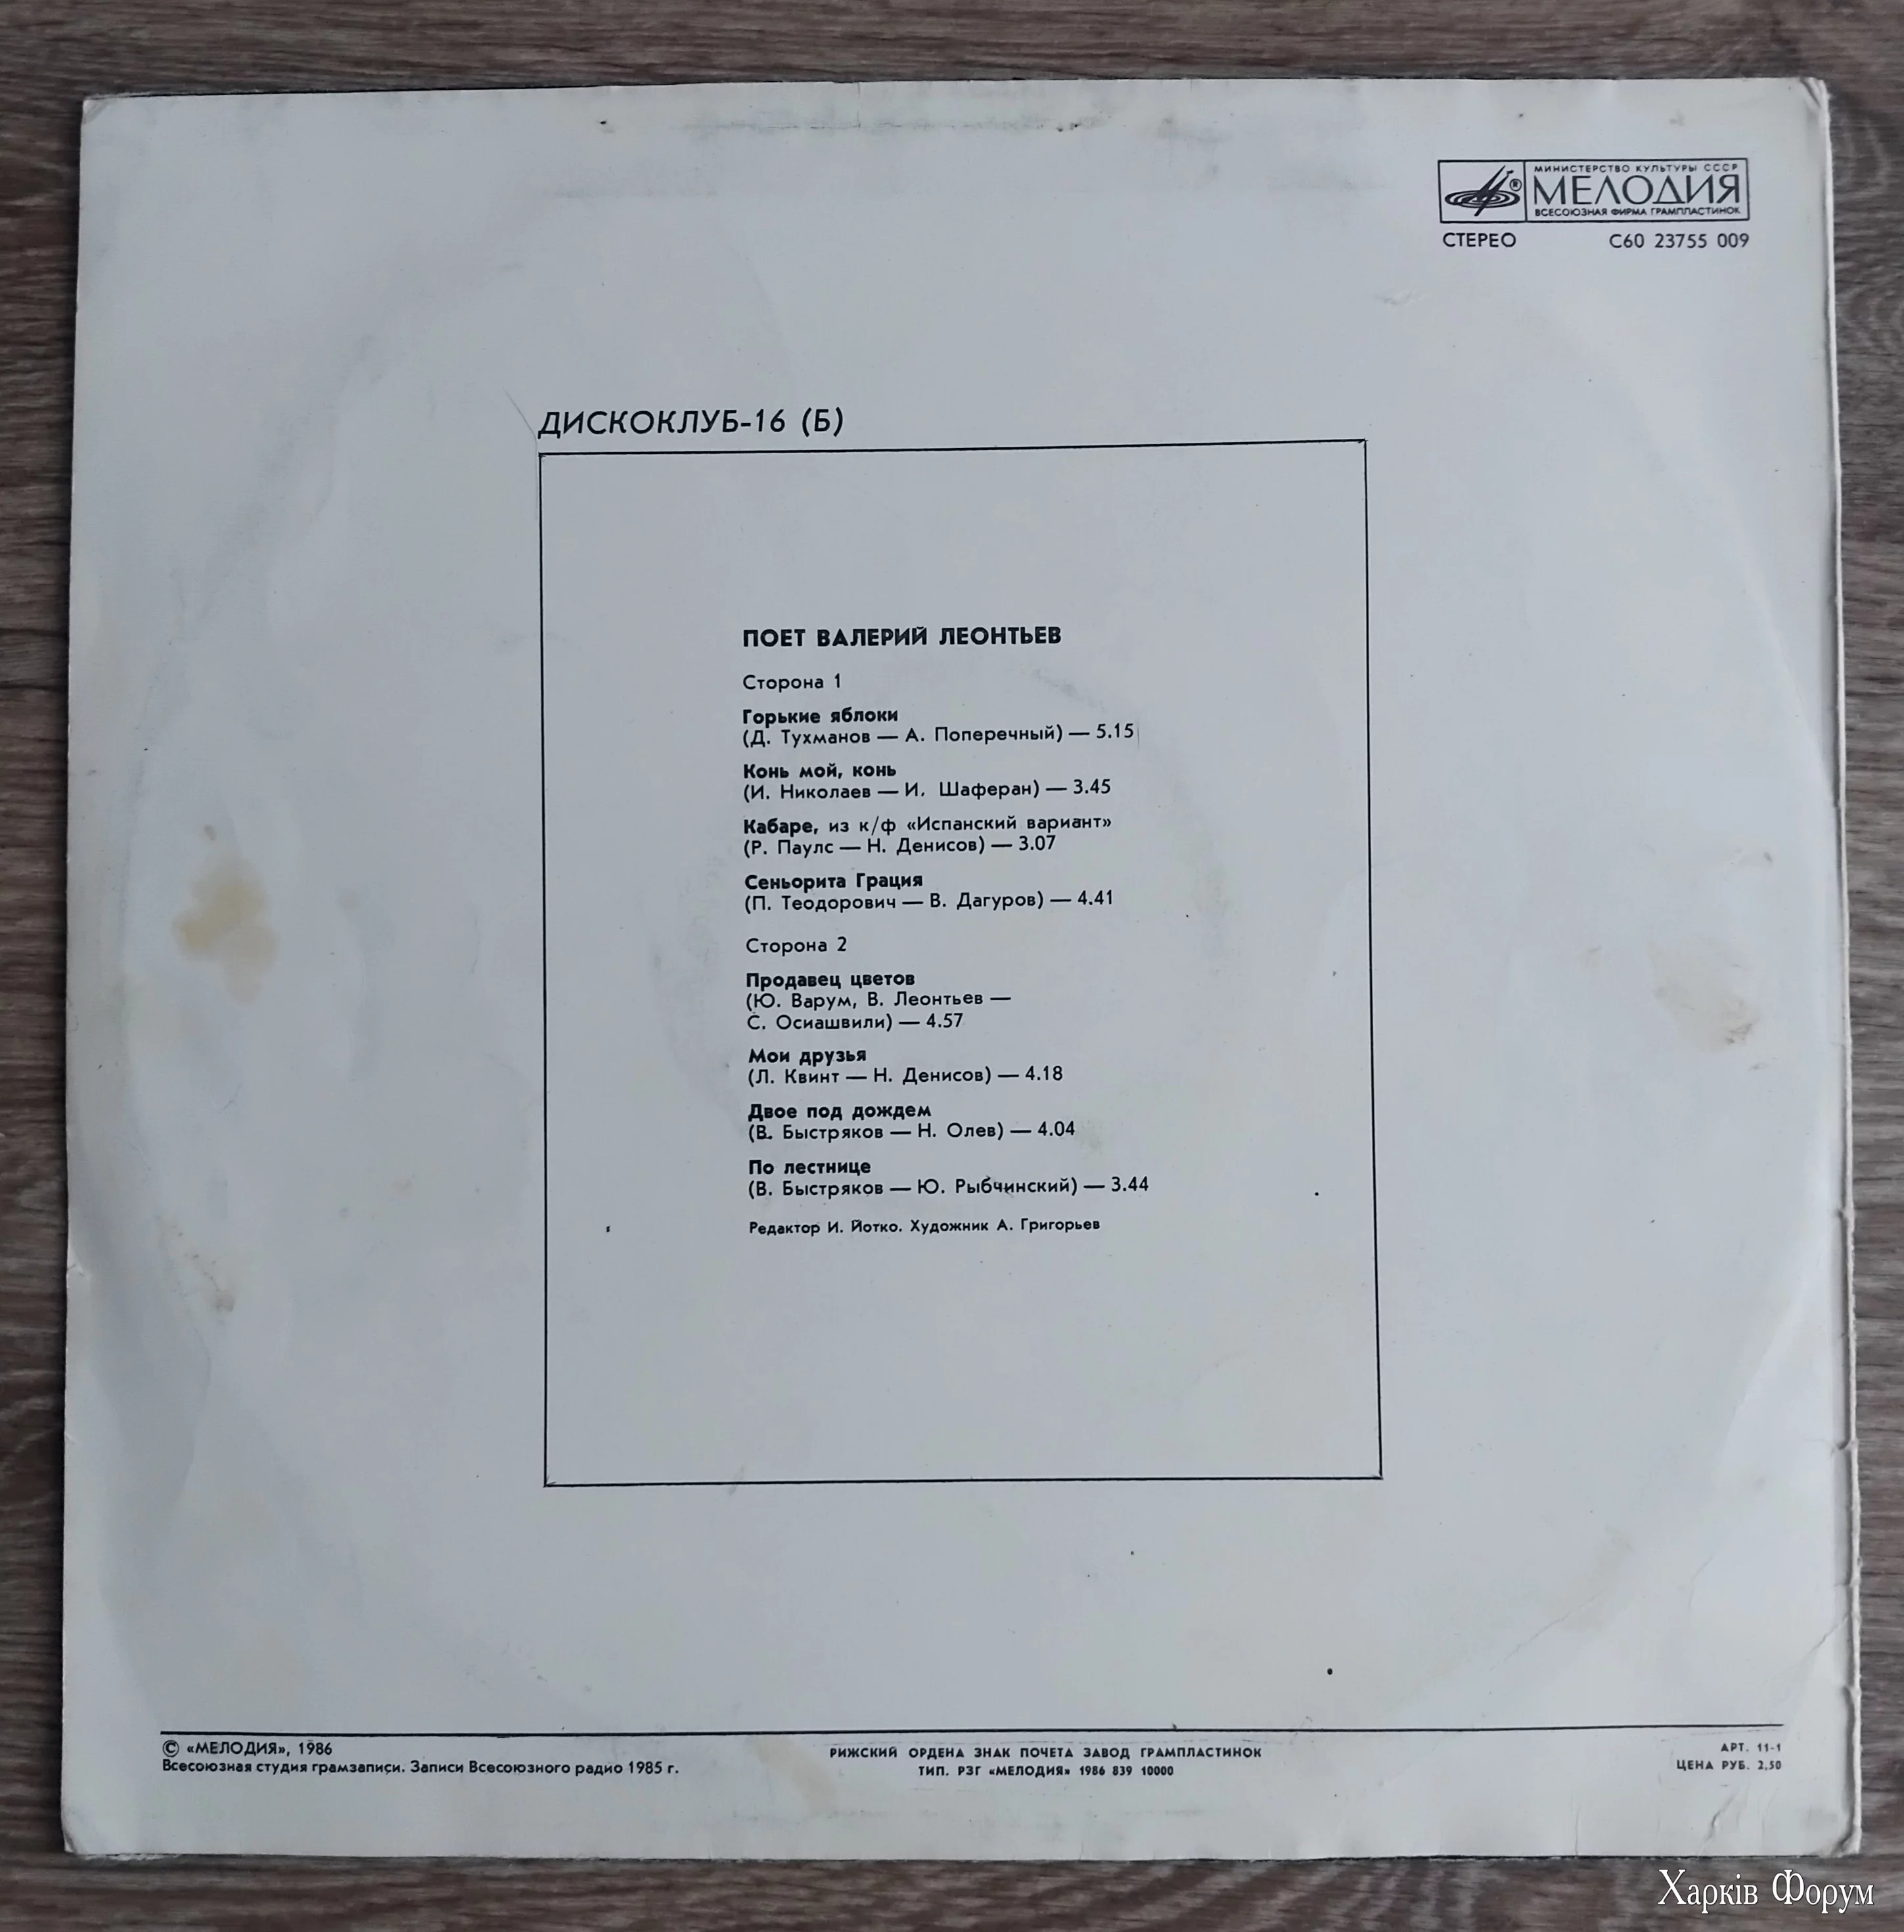 МИНИСТЕРСТВО КУЛЬТУРЫ СССР
МЕЛОДИЯ
ВСЕСОЮЗНАЯ ФИРМА ГРАМПЛАСТИНОК
СТЕРЕО С60 23755 009
ДИСКОКЛУБ-16 (Б)
ПОЕТ ВАЛЕРИЙ ЛЕОНТЬЕВ
Сторона 1
Горькие яблоки
(Д. Тухманов — А. Поперечный) — 5.15
Конь мой, конь
(И. Николаев — И. Шаферан) — 3.45
Кабаре, из к/ф «Испанский вариант»
(Р. Паулс — Н. Денисов) — 3.07
Сеньорита Грация
(П. Теодорович — В. Дагуров) — 4.41
Сторона 2
Продавец цветов
(Ю. Варум, В. Леонтьев —
С. Осиашвили) — 4.57
Мои друзья
(Л. Квинт — Н. Денисов) — 4.18
Двое под дождем
(В. Быстряков — Н. Олев) — 4.04
По лестнице
(В. Быстряков — Ю. Рыбчинский) — 3.44
Редактор И. Йотко. Художник А. Григорьев
© «МЕЛОДИЯ», 1986
Всесоюзная студия грамзаписи. Записи Всесоюзного радио 1985 г.
РИЖСКИЙ ОРДЕНА ЗНАК ПОЧЕТА ЗАВОД ГРАМПЛАСТИНОК
ТИП. РЗГ «МЕЛОДИЯ» 1986 839 10000
АРТ. 11-1
ЦЕНА РУБ. 2,50
Харків Форум